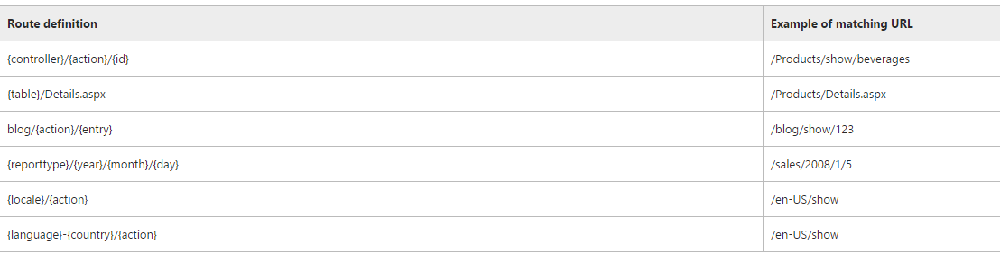 Route definition Example of matching URL
{controller}/{action}/{id} /Products/show/beverages
{table}/Details.aspx /Products/Details.aspx
blog/{action}/{entry} /blog/show/123
{reporttype}/{year}/{month}/{day} /sales/2008/1/5
{locale}/{action} /en-US/show
{language}-{country}/{action} /en-US/show